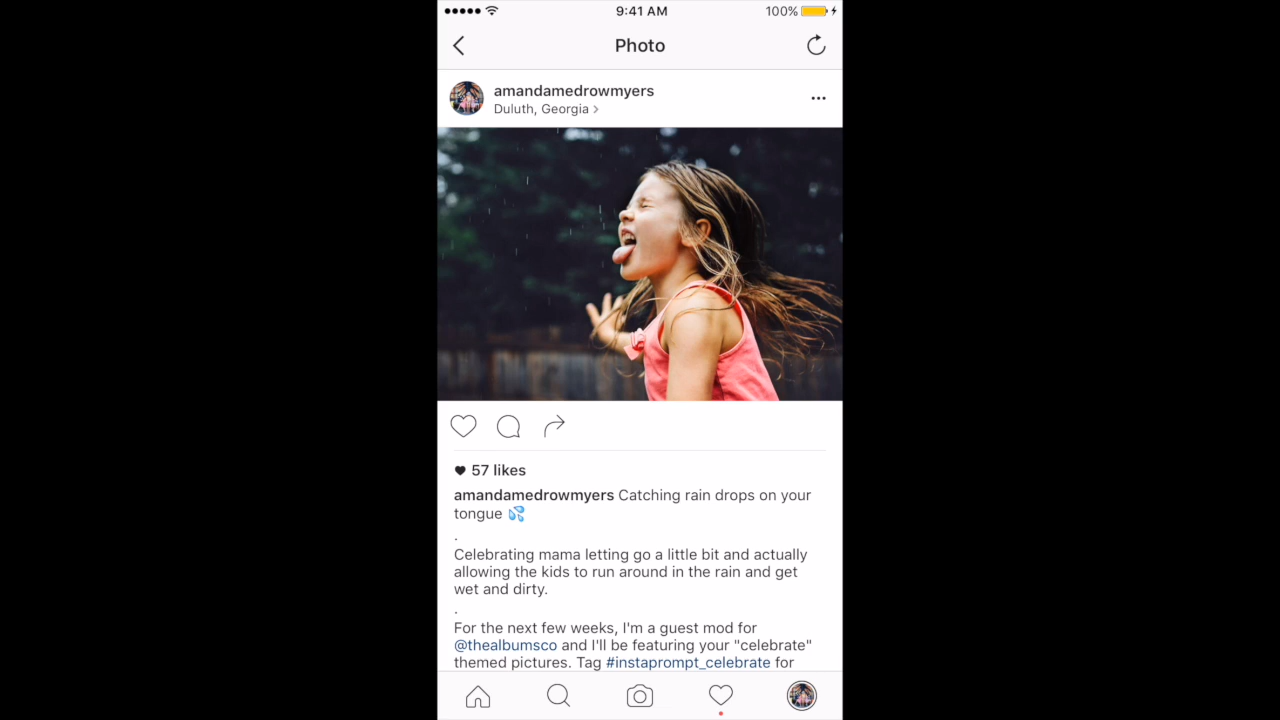 9:41 AM
100%
Photo
amandamedrowmyers
Duluth, Georgia >
57 likes
amandamedrowmyers Catching rain drops on your
tongue 💦
.
Celebrating mama letting go a little bit and actually
allowing the kids to run around in the rain and get
wet and dirty.
.
For the next few weeks, I'm a guest mod for
@thealbumsco and I'll be featuring your "celebrate"
themed pictures. Tag #instaprompt_celebrate for